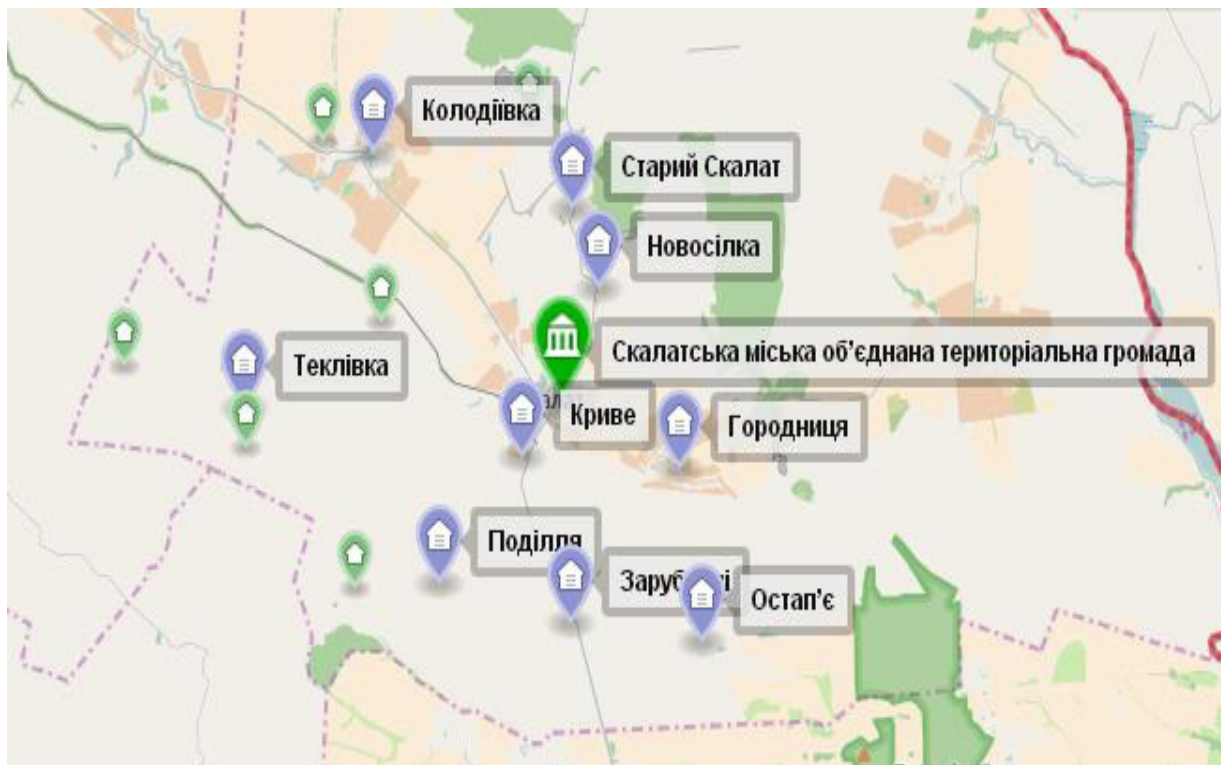 Колодіївка
Старий Скалат
Новосілка
Скалатська міська об’єднана територіальна громада
Теклівка
Криве
Городниця
Поділля
Остап’є